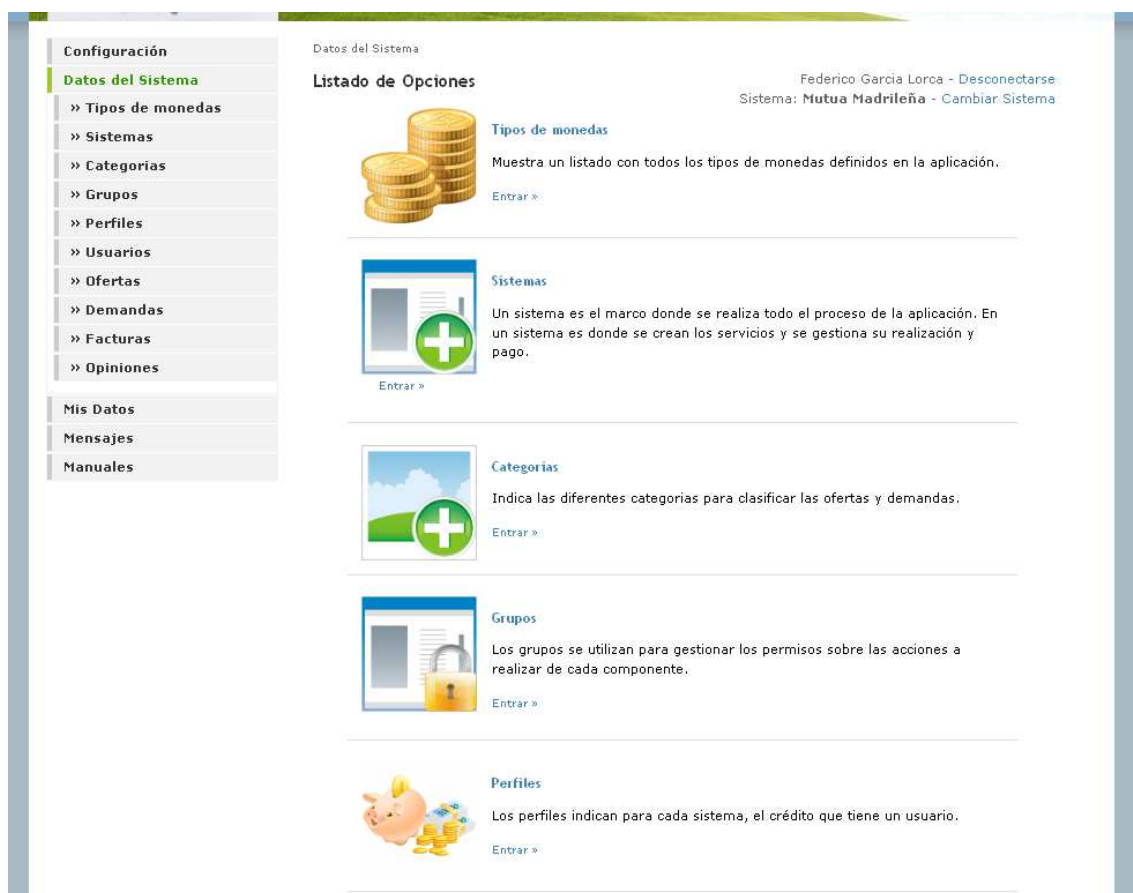 Configuración
Datos del Sistema
» Tipos de monedas
» Sistemas
» Categorias
» Grupos
» Perfiles
» Usuarios
» Ofertas
» Demandas
» Facturas
» Opiniones
Mis Datos
Mensajes
Manuales
Datos del Sistema
Listado de Opciones
Federico Garcia Lorca - Desconectarse
Sistema: Mutua Madrileña - Cambiar Sistema
Tipos de monedas
Muestra un listado con todos los tipos de monedas definidos en la aplicación.
Entrar »
Sistemas
Un sistema es el marco donde se realiza todo el proceso de la aplicación. En
un sistema es donde se crean los servicios y se gestiona su realización y
pago.
Entrar »
Categorias
Indica las diferentes categorias para clasificar las ofertas y demandas.
Entrar »
Grupos
Los grupos se utilizan para gestionar los permisos sobre las acciones a
realizar de cada componente.
Entrar »
Perfiles
Los perfiles indican para cada sistema, el crédito que tiene un usuario.
Entrar »